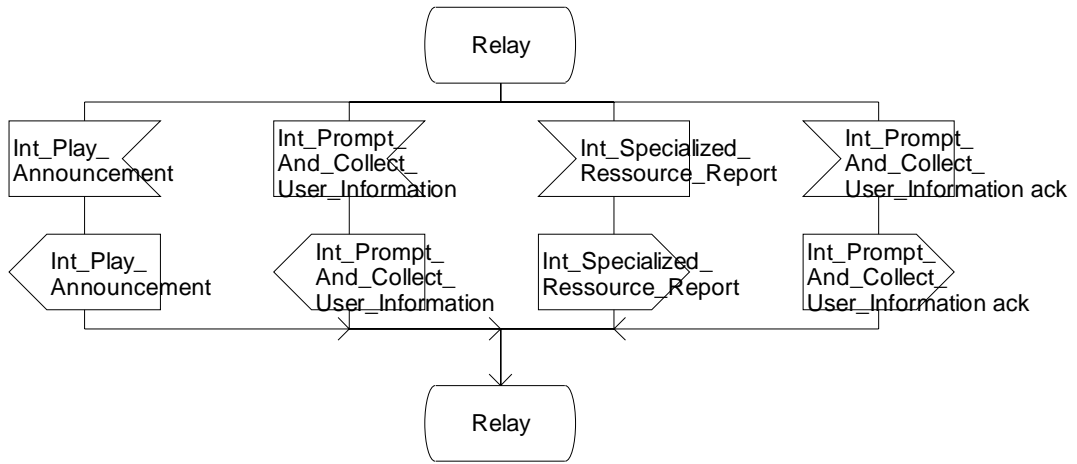 Relay
Int_Play_
Announcement
Int_Prompt_
And_Collect_
User_Information
Int_Specialized_
Ressource_Report
Int_Prompt_
And_Collect_
User_Information ack
Int_Play_
Announcement
Int_Prompt_
And_Collect_
User_Information
Int_Specialized_
Ressource_Report
Int_Prompt_
And_Collect_
User_Information ack
Relay